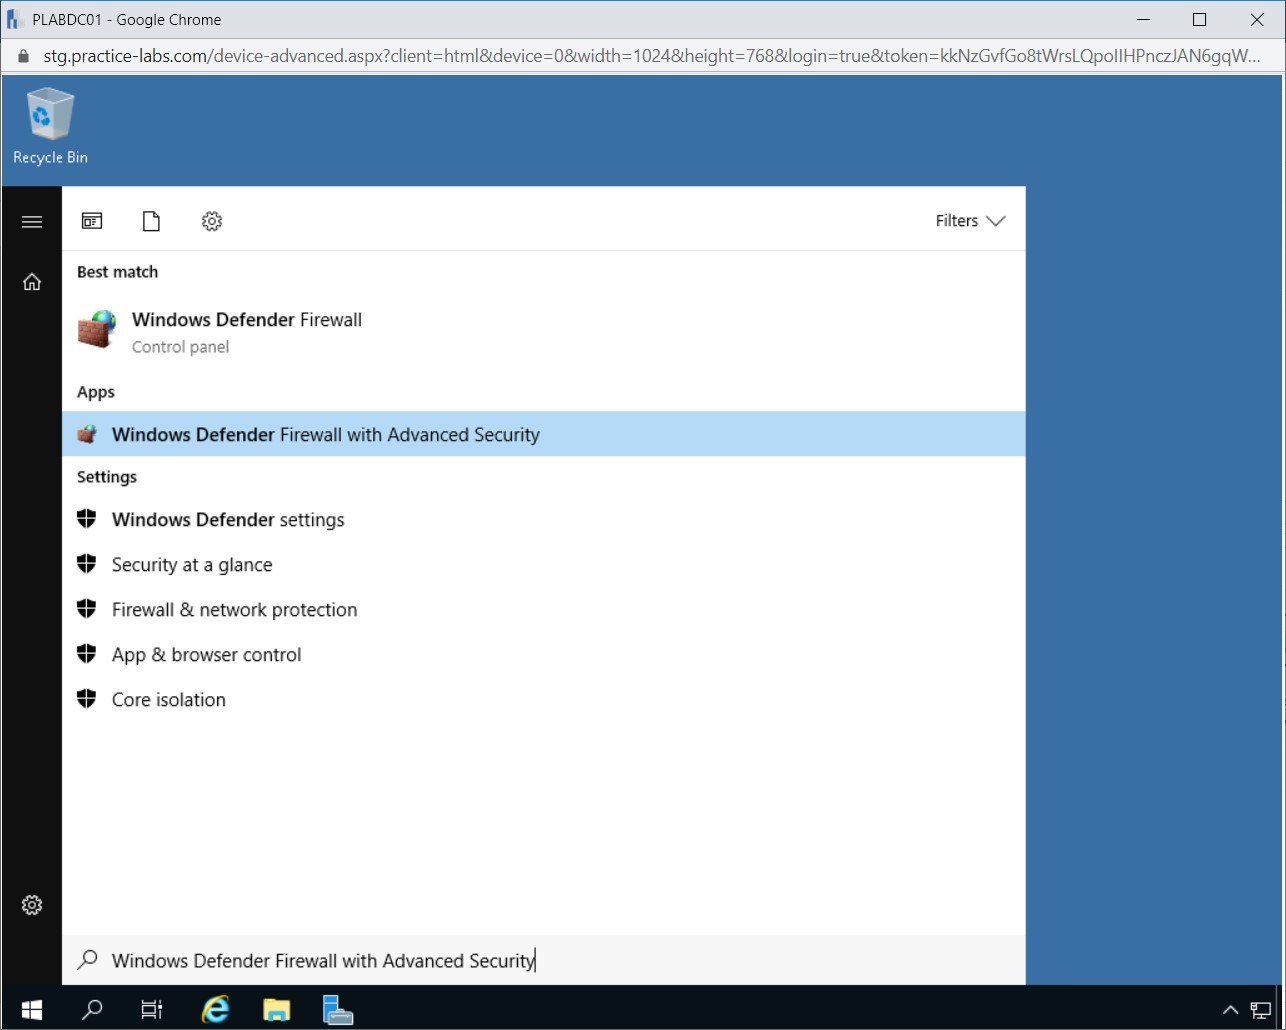 PLABDC01 - Google Chrome
stg.practice-labs.com/device-advanced.aspx?client=html&device=0&width=1024&height=768&login=true&token=kkNzGvfGo8tWrsLQpoIIHPnczJAN6gqW...
Recycle Bin
Filters
Best match
Windows Defender Firewall
Control panel
Apps
Windows Defender Firewall with Advanced Security
Settings
Windows Defender settings
Security at a glance
Firewall & network protection
App & browser control
Core isolation
Windows Defender Firewall with Advanced Security